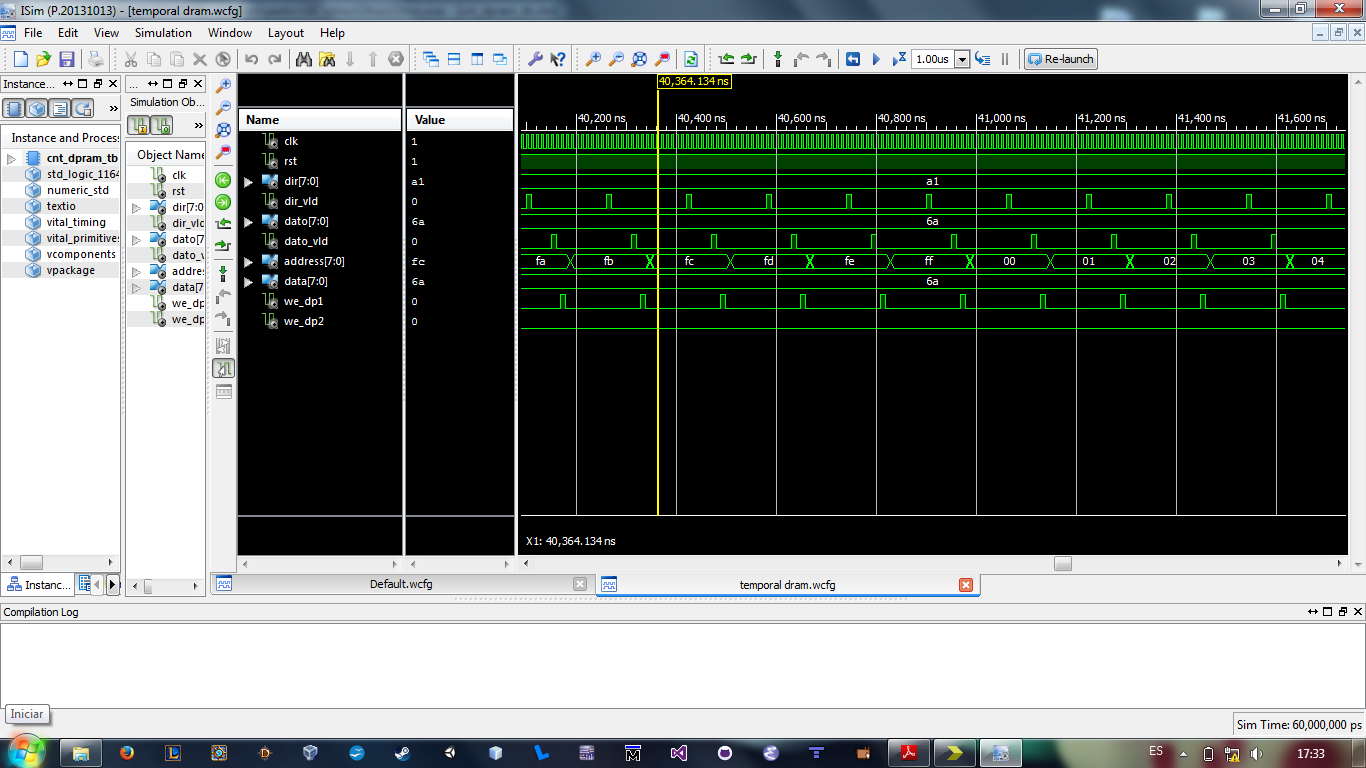 ISim (P.20131013) - [temporal dram.wcfg]
File Edit View Simulation Window Layout Help
1.00us Re-launch
Instance...
Instance and Process
cnt_dpram_tb
std_logic_1164
numeric_std
textio
vital_timing
vital_primitives
vcomponents
vpackage
Instanc...
...
Simulation Ob...
Object Name
clk
rst
dir[7:0
dir_vld
dato[7
dato_v
addres
data[7
we_dp
we_dp
Name Value
clk 1
rst 1
dir[7:0] a1
dir_vld 0
dato[7:0] 6a
dato_vld 0
address[7:0] fc
data[7:0] 6a
we_dp1 0
we_dp2 0
40,364.134 ns
40,200 ns 40,400 ns 40,600 ns 40,800 ns 41,000 ns 41,200 ns 41,400 ns 41,600 ns
a1
6a
fa fb fc fd fe ff 00 01 02 03 04
6a
X1: 40,364.134 ns
Default.wcfg temporal dram.wcfg
Compilation Log
Iniciar
Sim Time: 60,000,000 ps
ES 17:33